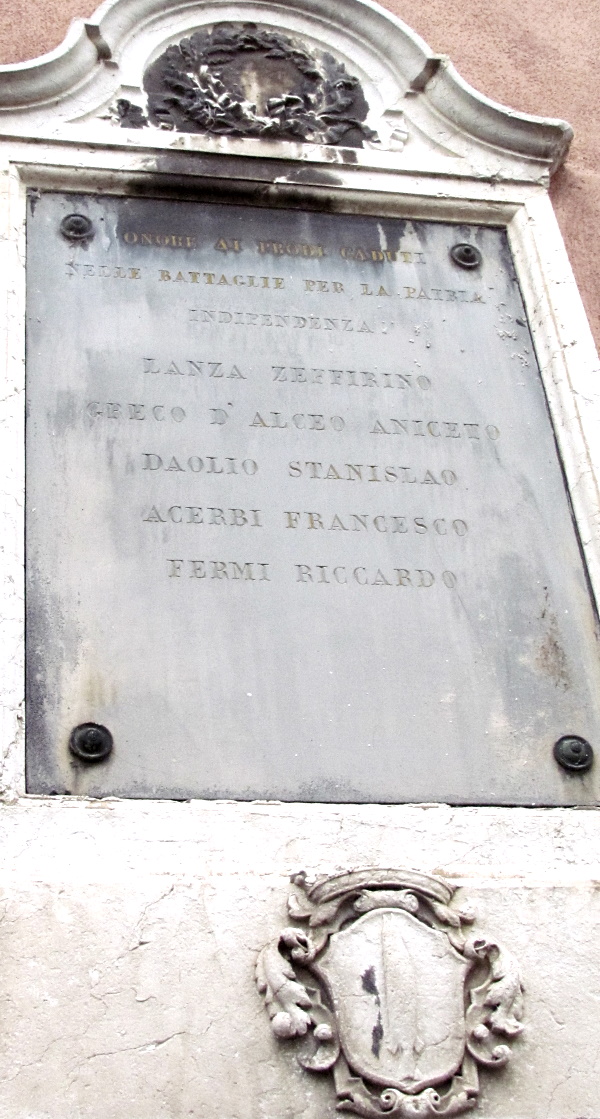 ONORE AI PRODI CADUTI
NELLE BATTAGLIE PER LA PATRIA
INDIPENDENZA
LANZA ZEFFIRINO
GRECO D'ALCEO ANICETO
DAOLIO STANISLAO
ACERBI FRANCESCO
FERMI RICCARDO